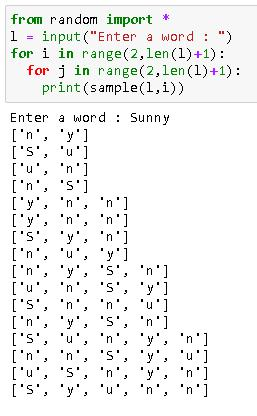 from random import *
l = input("Enter a word : ")
for i in range(2,len(l)+1):
  for j in range(2,len(l)+1):
    print(sample(l,i))
Enter a word : Sunny
['n', 'y']
['S', 'u']
['u', 'n']
['n', 'S']
['y', 'n', 'n']
['y', 'n', 'n']
['S', 'y', 'n']
['n', 'u', 'y']
['n', 'y', 'S', 'n']
['u', 'n', 'S', 'y']
['S', 'n', 'n', 'u']
['n', 'y', 'S', 'n']
['S', 'u', 'n', 'y', 'n']
['n', 'n', 'S', 'y', 'u']
['u', 'S', 'n', 'y', 'n']
['S', 'y', 'u', 'n', 'n']